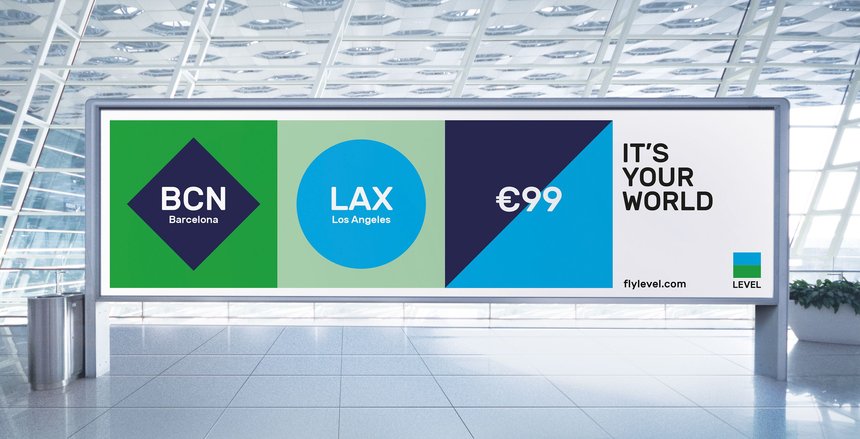 BCN
Barcelona
LAX
Los Angeles
€99
IT'S
YOUR
WORLD
flylevel.com
LEVEL